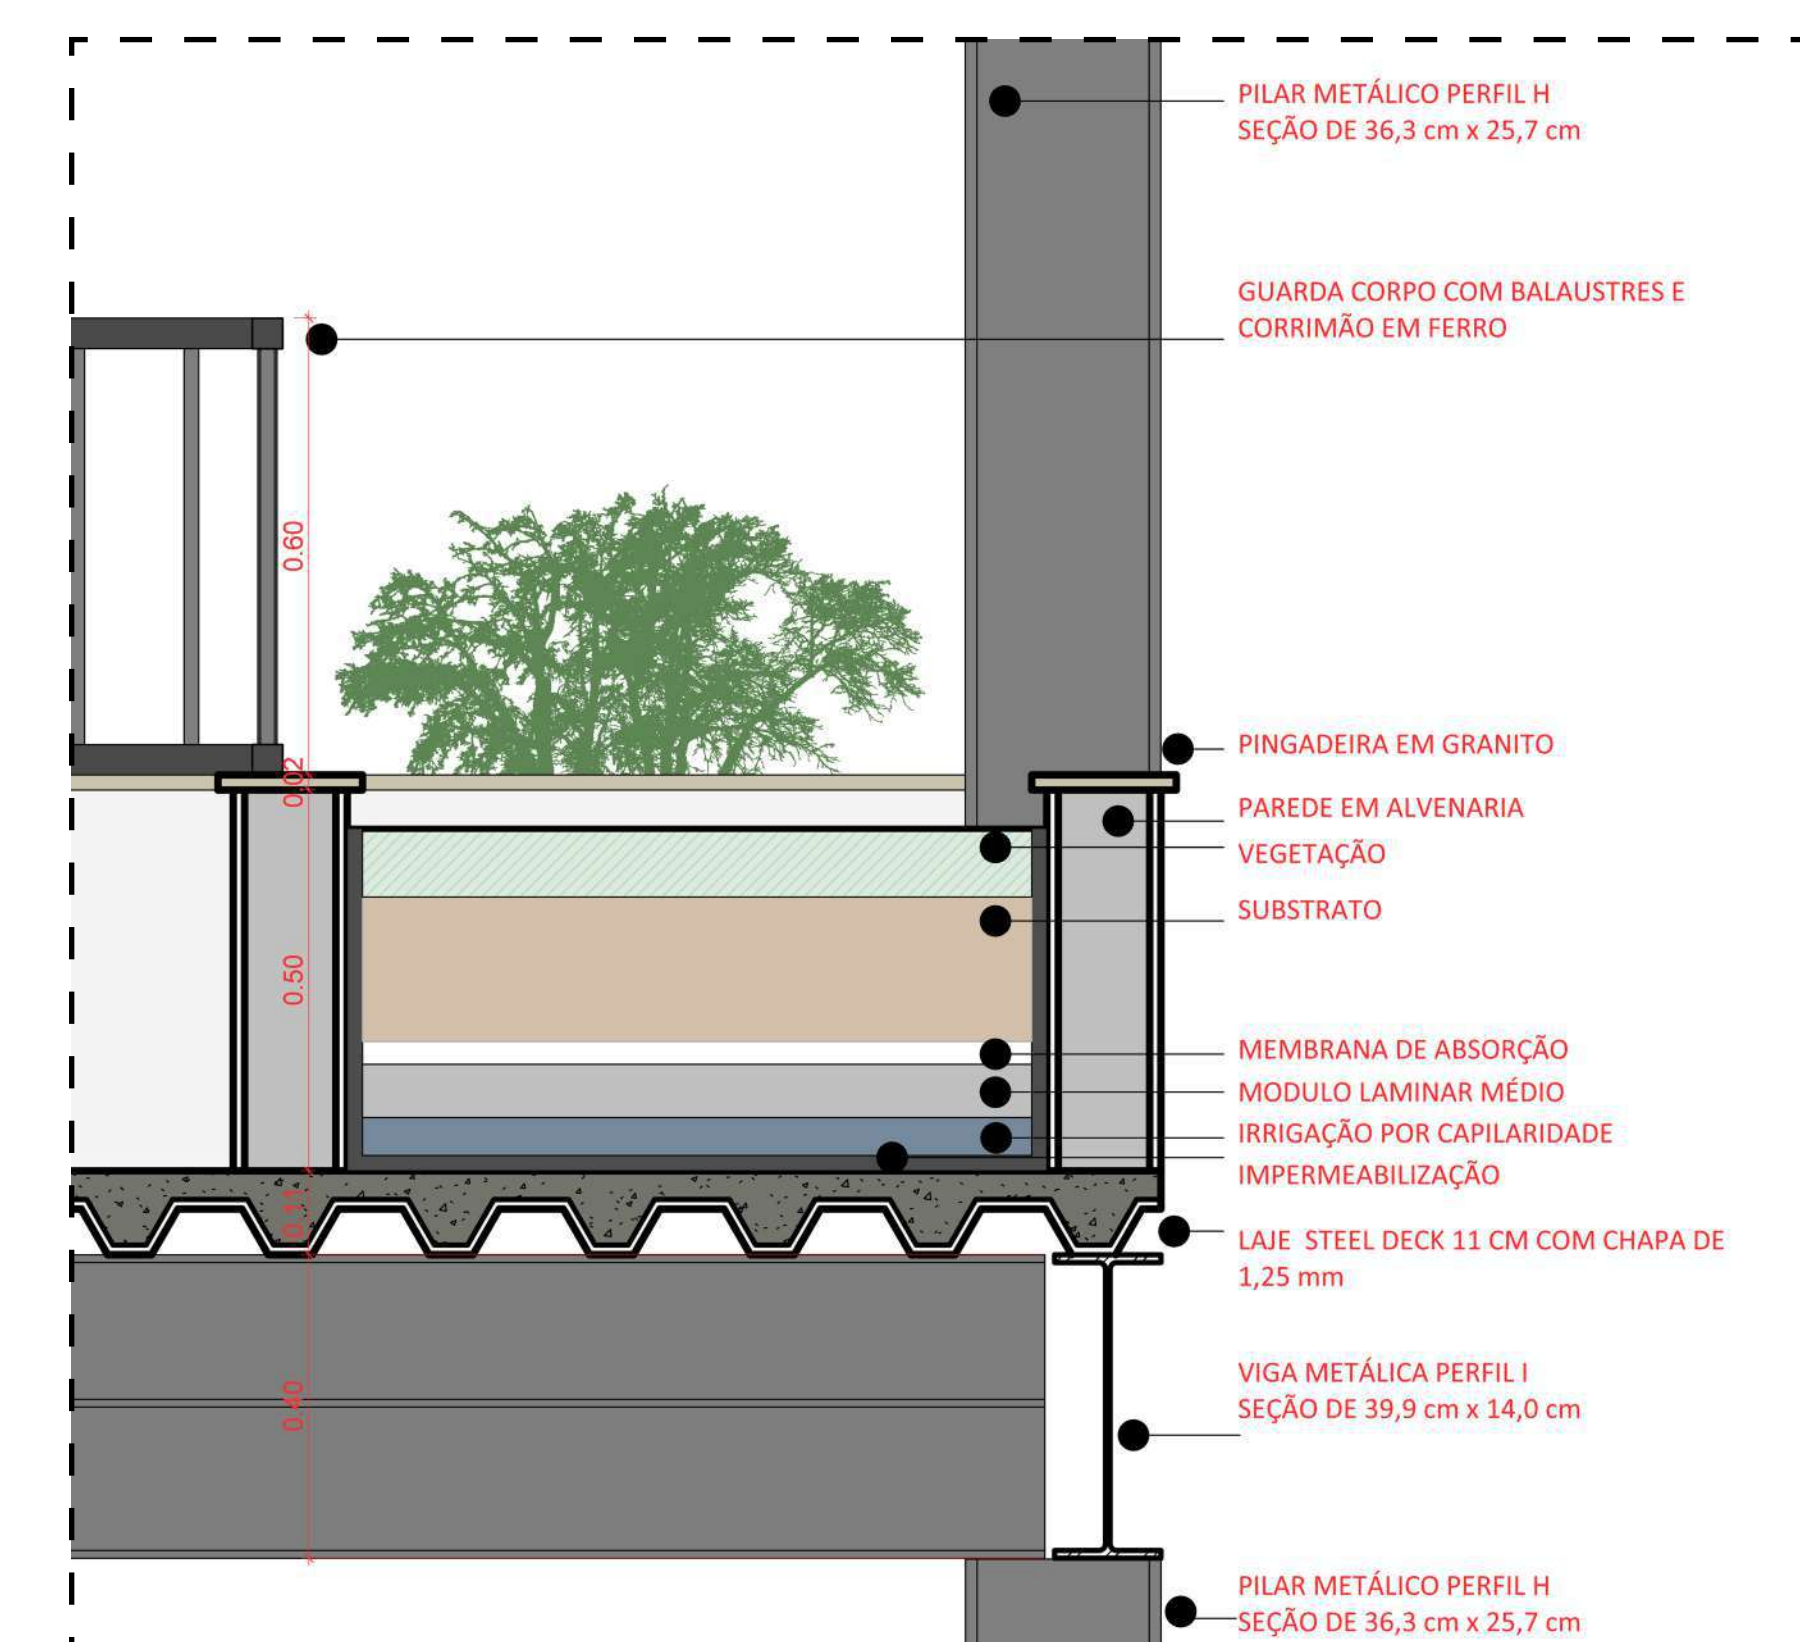 PILAR METÁLICO PERFIL H
SEÇÃO DE 36,3 cm x 25,7 cm
GUARDA CORPO COM BALAUSTRES E
CORRIMÃO EM FERRO
0.60
PINGADEIRA EM GRANITO
0.02
PAREDE EM ALVENARIA
VEGETAÇÃO
SUBSTRATO
0.50
MEMBRANA DE ABSORÇÃO
MODULO LAMINAR MÉDIO
IRRIGAÇÃO POR CAPILARIDADE
IMPERMEABILIZAÇÃO
0.11
LAJE STEEL DECK 11 CM COM CHAPA DE
1,25 mm
VIGA METÁLICA PERFIL I
SEÇÃO DE 39,9 cm x 14,0 cm
0.40
PILAR METÁLICO PERFIL H
SEÇÃO DE 36,3 cm x 25,7 cm